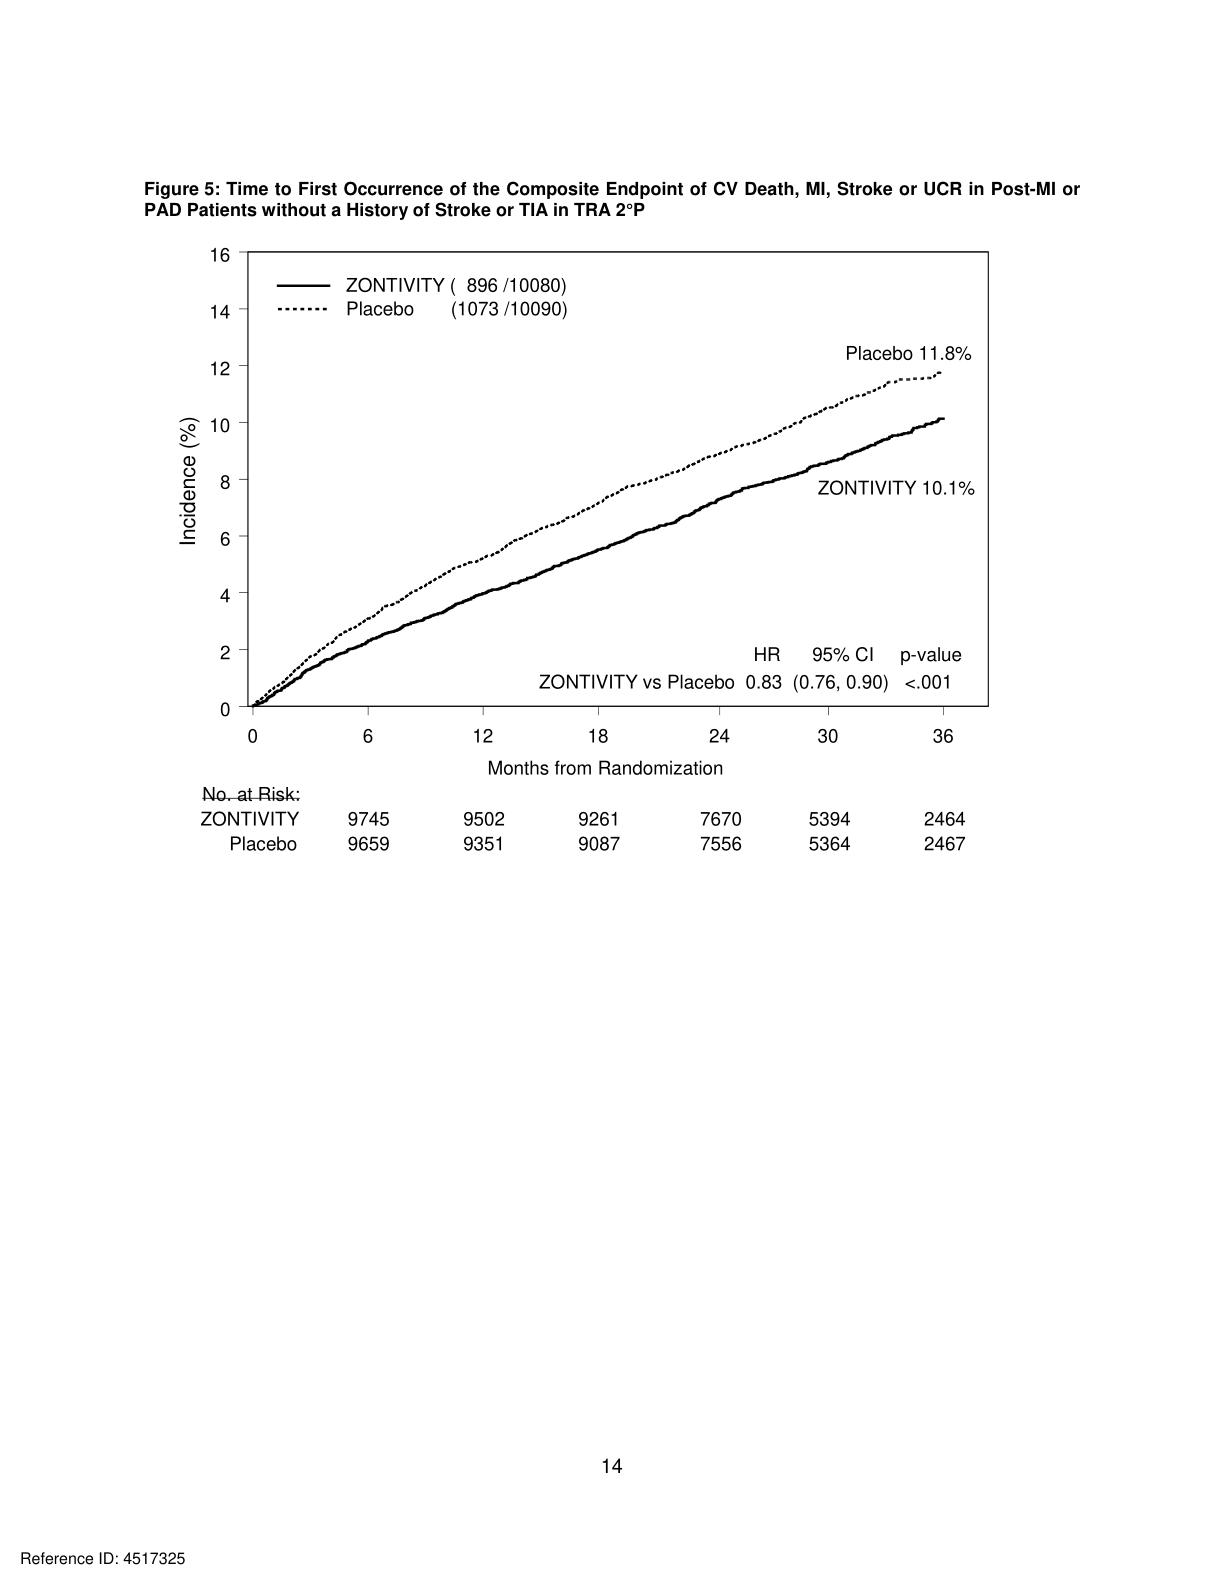 Figure 5: Time to First Occurrence of the Composite Endpoint of CV Death, MI, Stroke or UCR in Post-MI or
PAD Patients without a History of Stroke or TIA in TRA 2°P
16
14
12
10
8
6
4
2
0
Incidence (%)
ZONTIVITY ( 896 /10080)
Placebo (1073 /10090)
Placebo 11.8%
ZONTIVITY 10.1%
HR 95% CI p-value
ZONTIVITY vs Placebo 0.83 (0.76, 0.90) <.001
0 6 12 18 24 30 36
Months from Randomization
No. at Risk:
ZONTIVITY 9745 9502 9261 7670 5394 2464
Placebo 9659 9351 9087 7556 5364 2467
14
Reference ID: 4517325